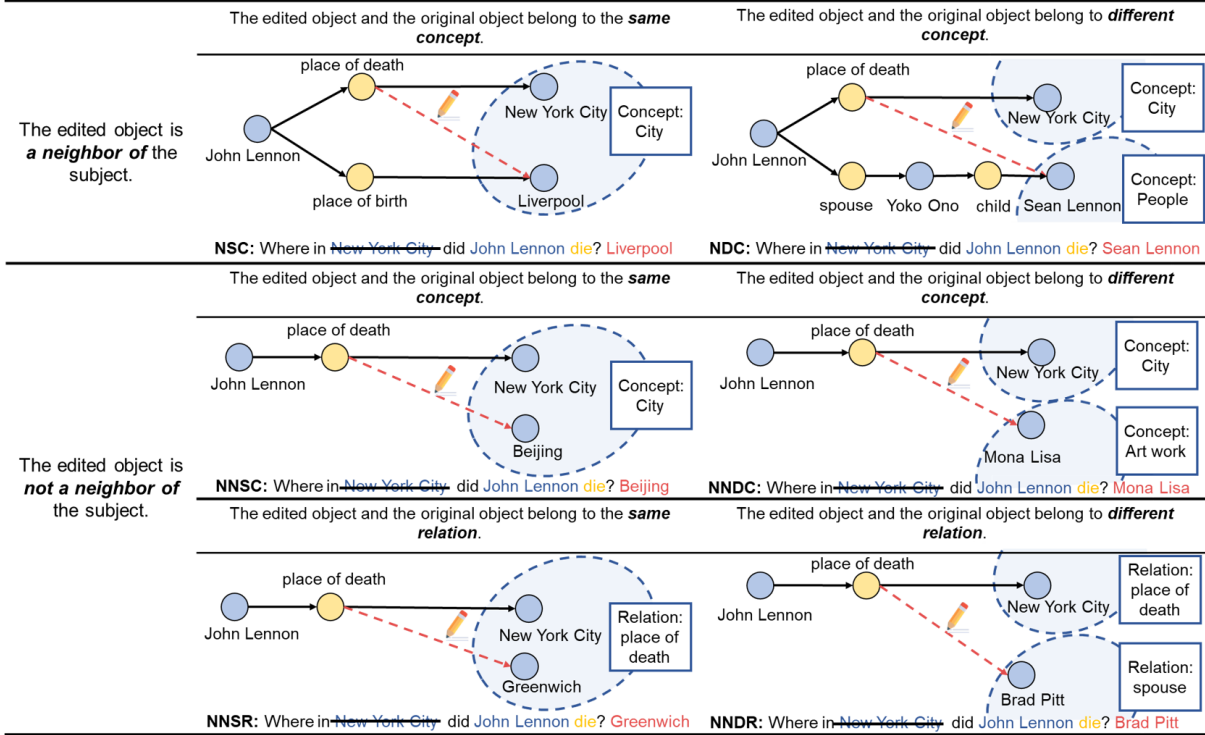 The edited object and the original object belong to the same
concept.
The edited object and the original object belong to different
concept.
The edited object is
a neighbor of the
subject.
place of death
New York City
Concept:
City
John Lennon
place of birth
Liverpool
NSC: Where in New York City did John Lennon die? Liverpool
place of death
New York City
Concept:
City
John Lennon
Concept:
People
spouse
Yoko Ono
child
Sean Lennon
NDC: Where in New York City did John Lennon die? Sean Lennon
The edited object is
not a neighbor of
the subject.
The edited object and the original object belong to the same
concept.
The edited object and the original object belong to different
concept.
place of death
John Lennon
New York City
Concept:
City
Beijing
NNSC: Where in New York City did John Lennon die? Beijing
place of death
John Lennon
New York City
Concept:
City
Mona Lisa
Concept:
Art work
NNDC: Where in New York City did John Lennon die? Mona Lisa
The edited object and the original object belong to the same
relation.
The edited object and the original object belong to different
relation.
place of death
John Lennon
New York City
Relation:
place of
death
Greenwich
NNSR: Where in New York City did John Lennon die? Greenwich
place of death
John Lennon
New York City
Relation:
place of
death
Brad Pitt
Relation:
spouse
NNDR: Where in New York City did John Lennon die? Brad Pitt